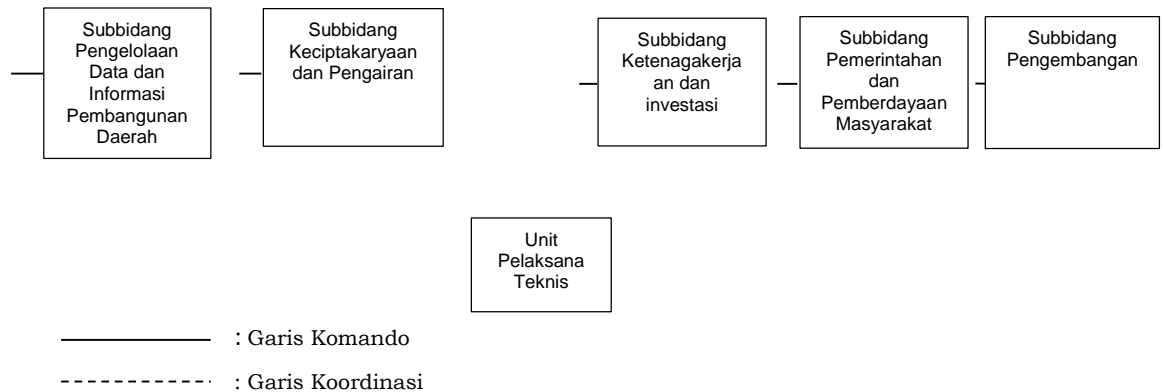 Subbidang
Pengelolaan
Data dan
Informasi
Pembangunan
Daerah
Subbidang
Keciptakaryaan
dan Pengairan
Subbidang
Ketenagakerja
an dan
investasi
Subbidang
Pemerintahan
dan
Pemberdayaan
Masyarakat
Subbidang
Pengembangan
Unit
Pelaksana
Teknis
: Garis Komando
: Garis Koordinasi